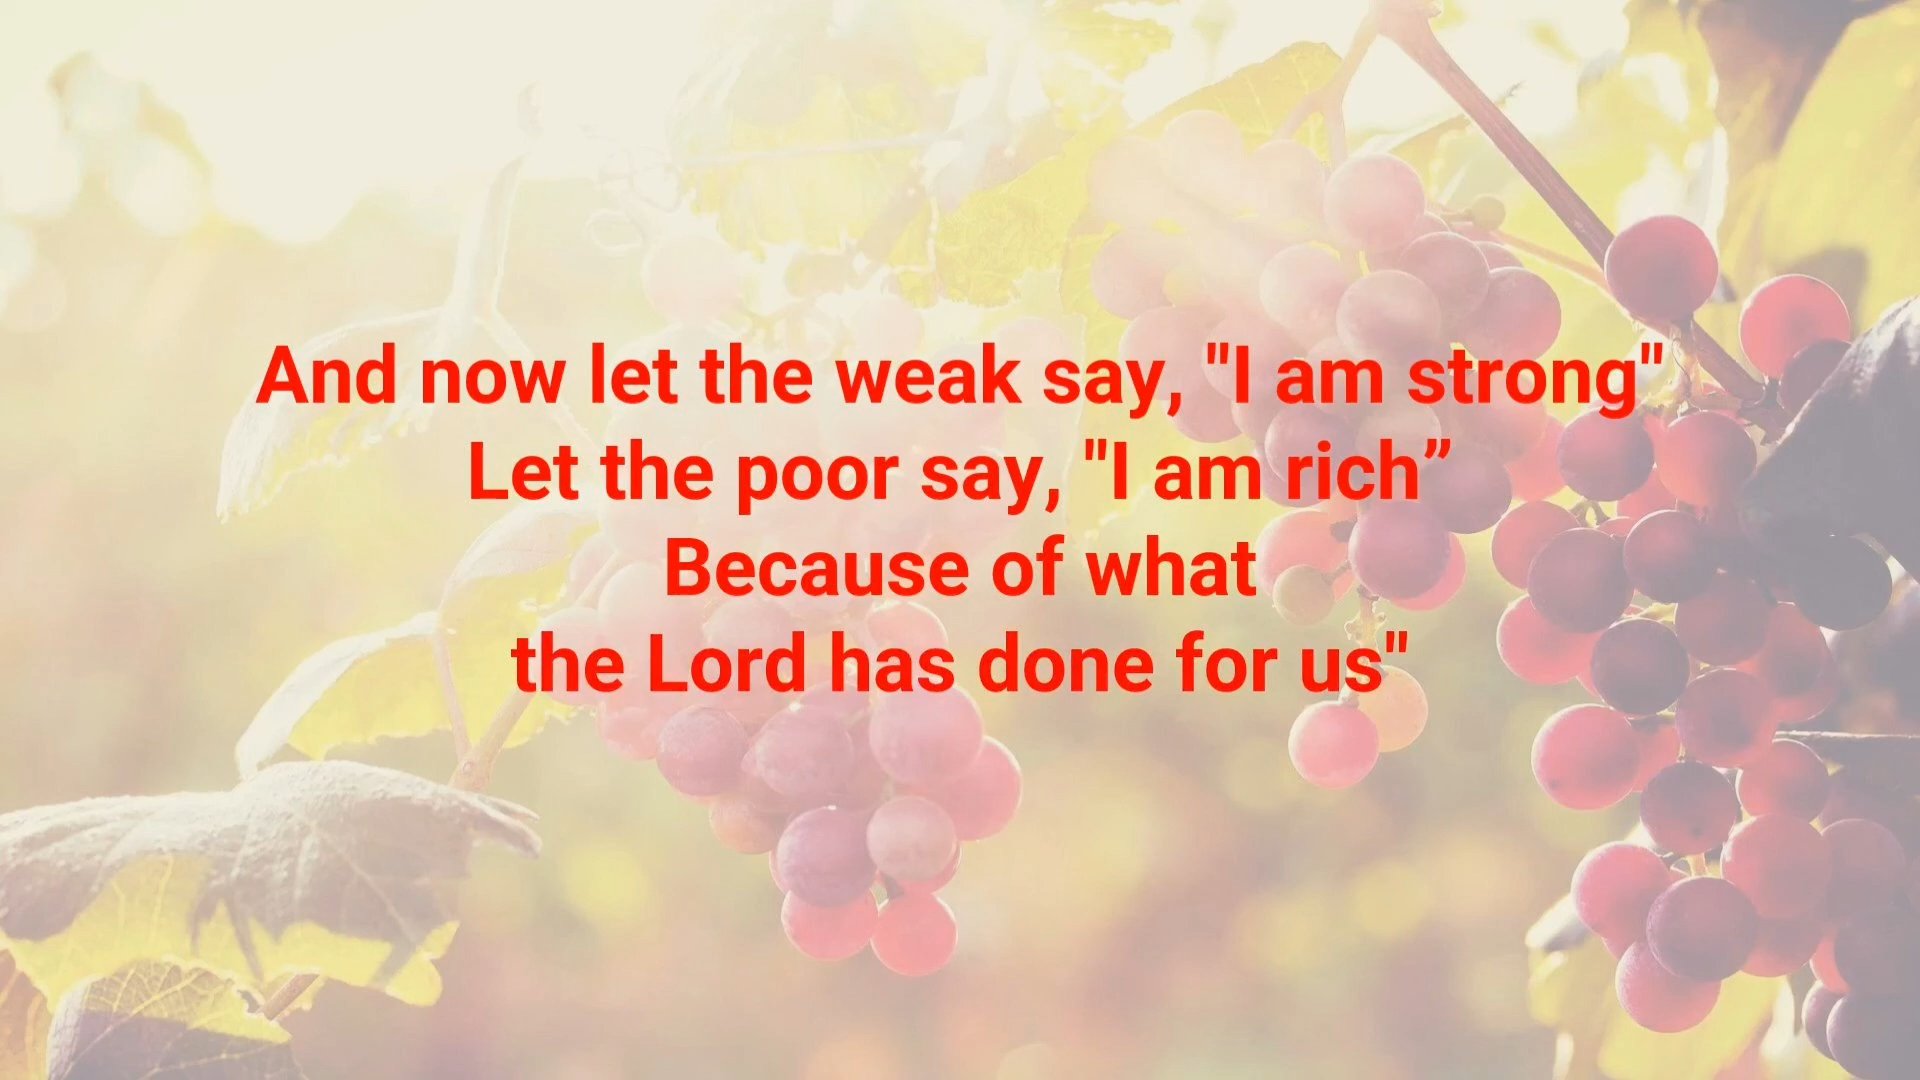 And now let the weak say, "I am strong"
Let the poor say, "I am rich”
Because of what
the Lord has done for us"